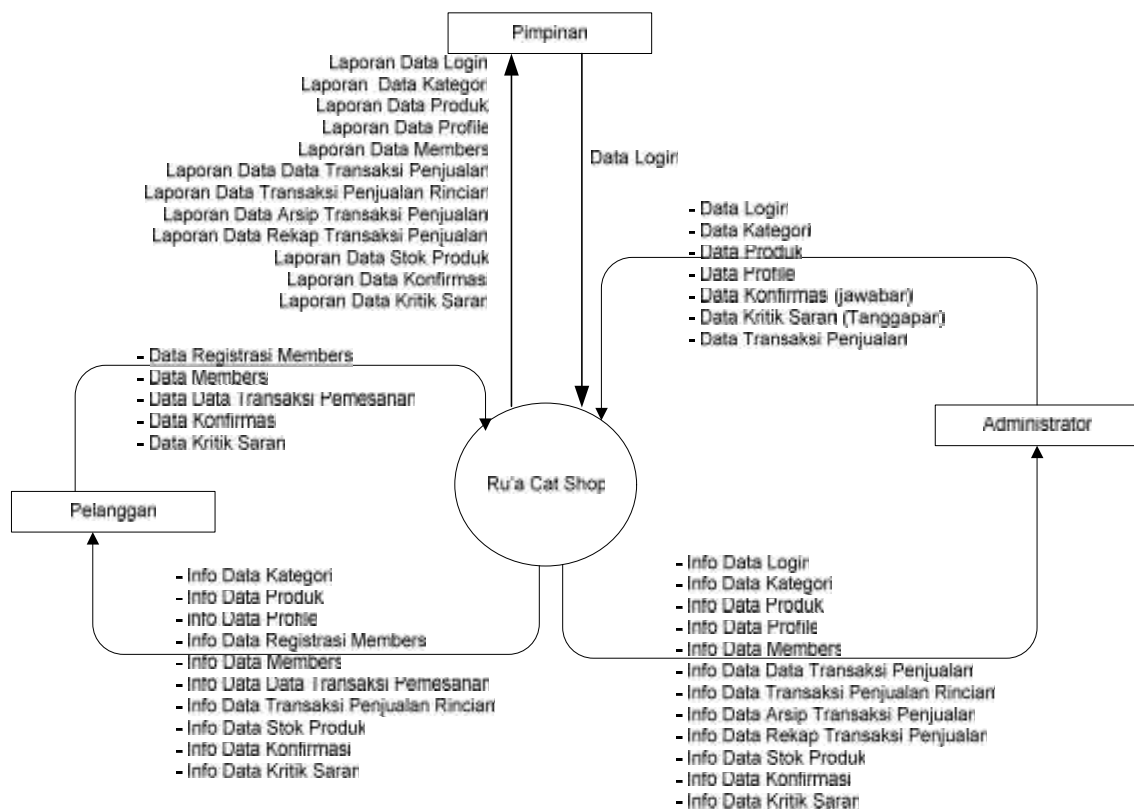 Pimpinan
Laporan Data Login
Laporan Data Kategori
Laporan Data Produk
Laporan Data Profile
Laporan Data Members
Laporan Data Data Transaksi Penjualan
Laporan Data Transaksi Penjualan Rincian
Laporan Data Arsip Transaksi Penjualan
Laporan Data Rekap Transaksi Penjualan
Laporan Data Stok Produk
Laporan Data Konfirmasi
Laporan Data Kritik Saran
Data Login
- Data Login
- Data Kategori
- Data Produk
- Data Profile
- Data Konfirmasi (jawaban)
- Data Kritik Saran (Tanggapan)
- Data Transaksi Penjualan
- Data Registrasi Members
- Data Members
- Data Data Transaksi Pemesanan
- Data Konfirmasi
- Data Kritik Saran
Administrator
Ru'a Cat Shop
Pelanggan
- Info Data Kategori
- Info Data Produk
- Info Data Profile
- Info Data Registrasi Members
- Info Data Members
- Info Data Data Transaksi Pemesanan
- Info Data Transaksi Penjualan Rincian
- Info Data Stok Produk
- Info Data Konfirmasi
- Info Data Kritik Saran
- Info Data Login
- Info Data Kategori
- Info Data Produk
- Info Data Profile
- Info Data Members
- Info Data Data Transaksi Penjualan
- Info Data Transaksi Penjualan Rincian
- Info Data Arsip Transaksi Penjualan
- Info Data Rekap Transaksi Penjualan
- Info Data Stok Produk
- Info Data Konfirmasi
- Info Data Kritik Saran